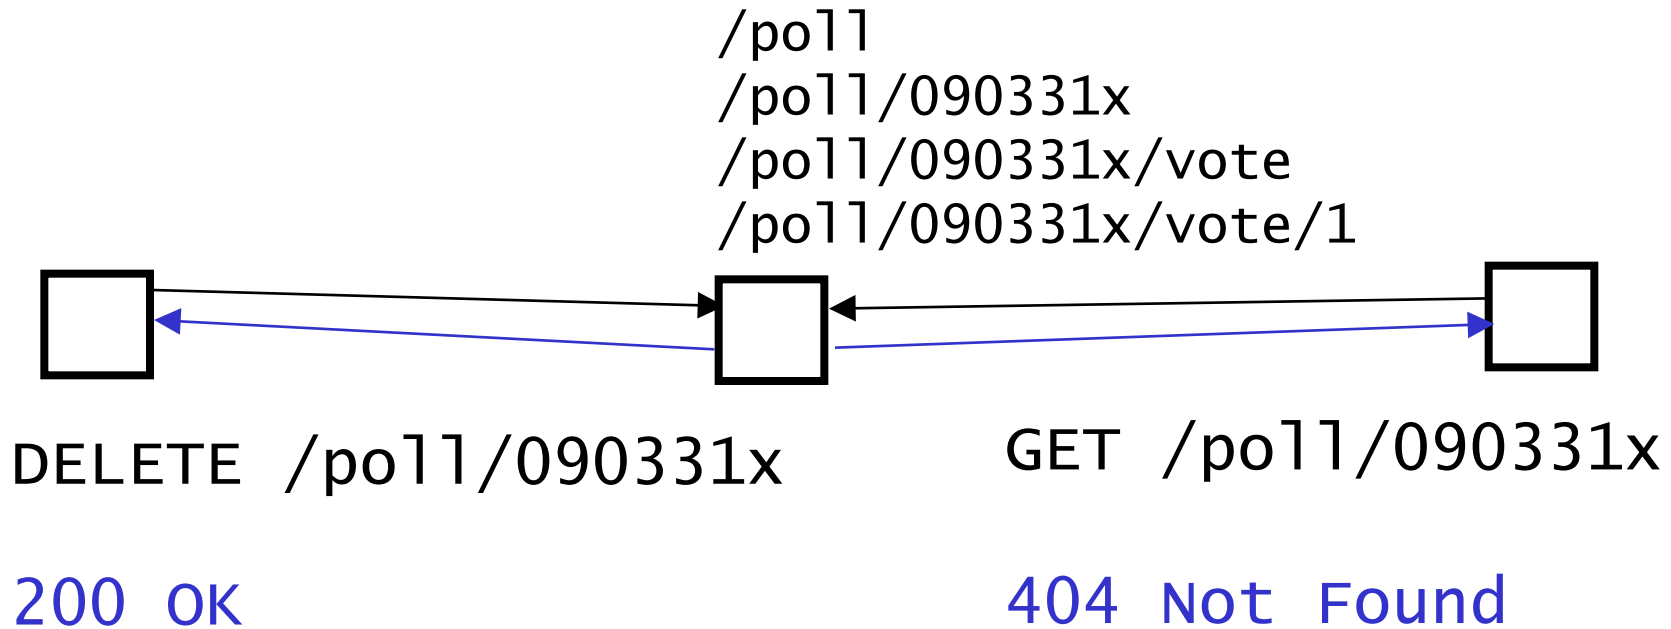 /poll
/poll/090331x
/poll/090331x/vote
/poll/090331x/vote/1
DELETE /poll/090331x
GET /poll/090331x
200 OK
404 Not Found